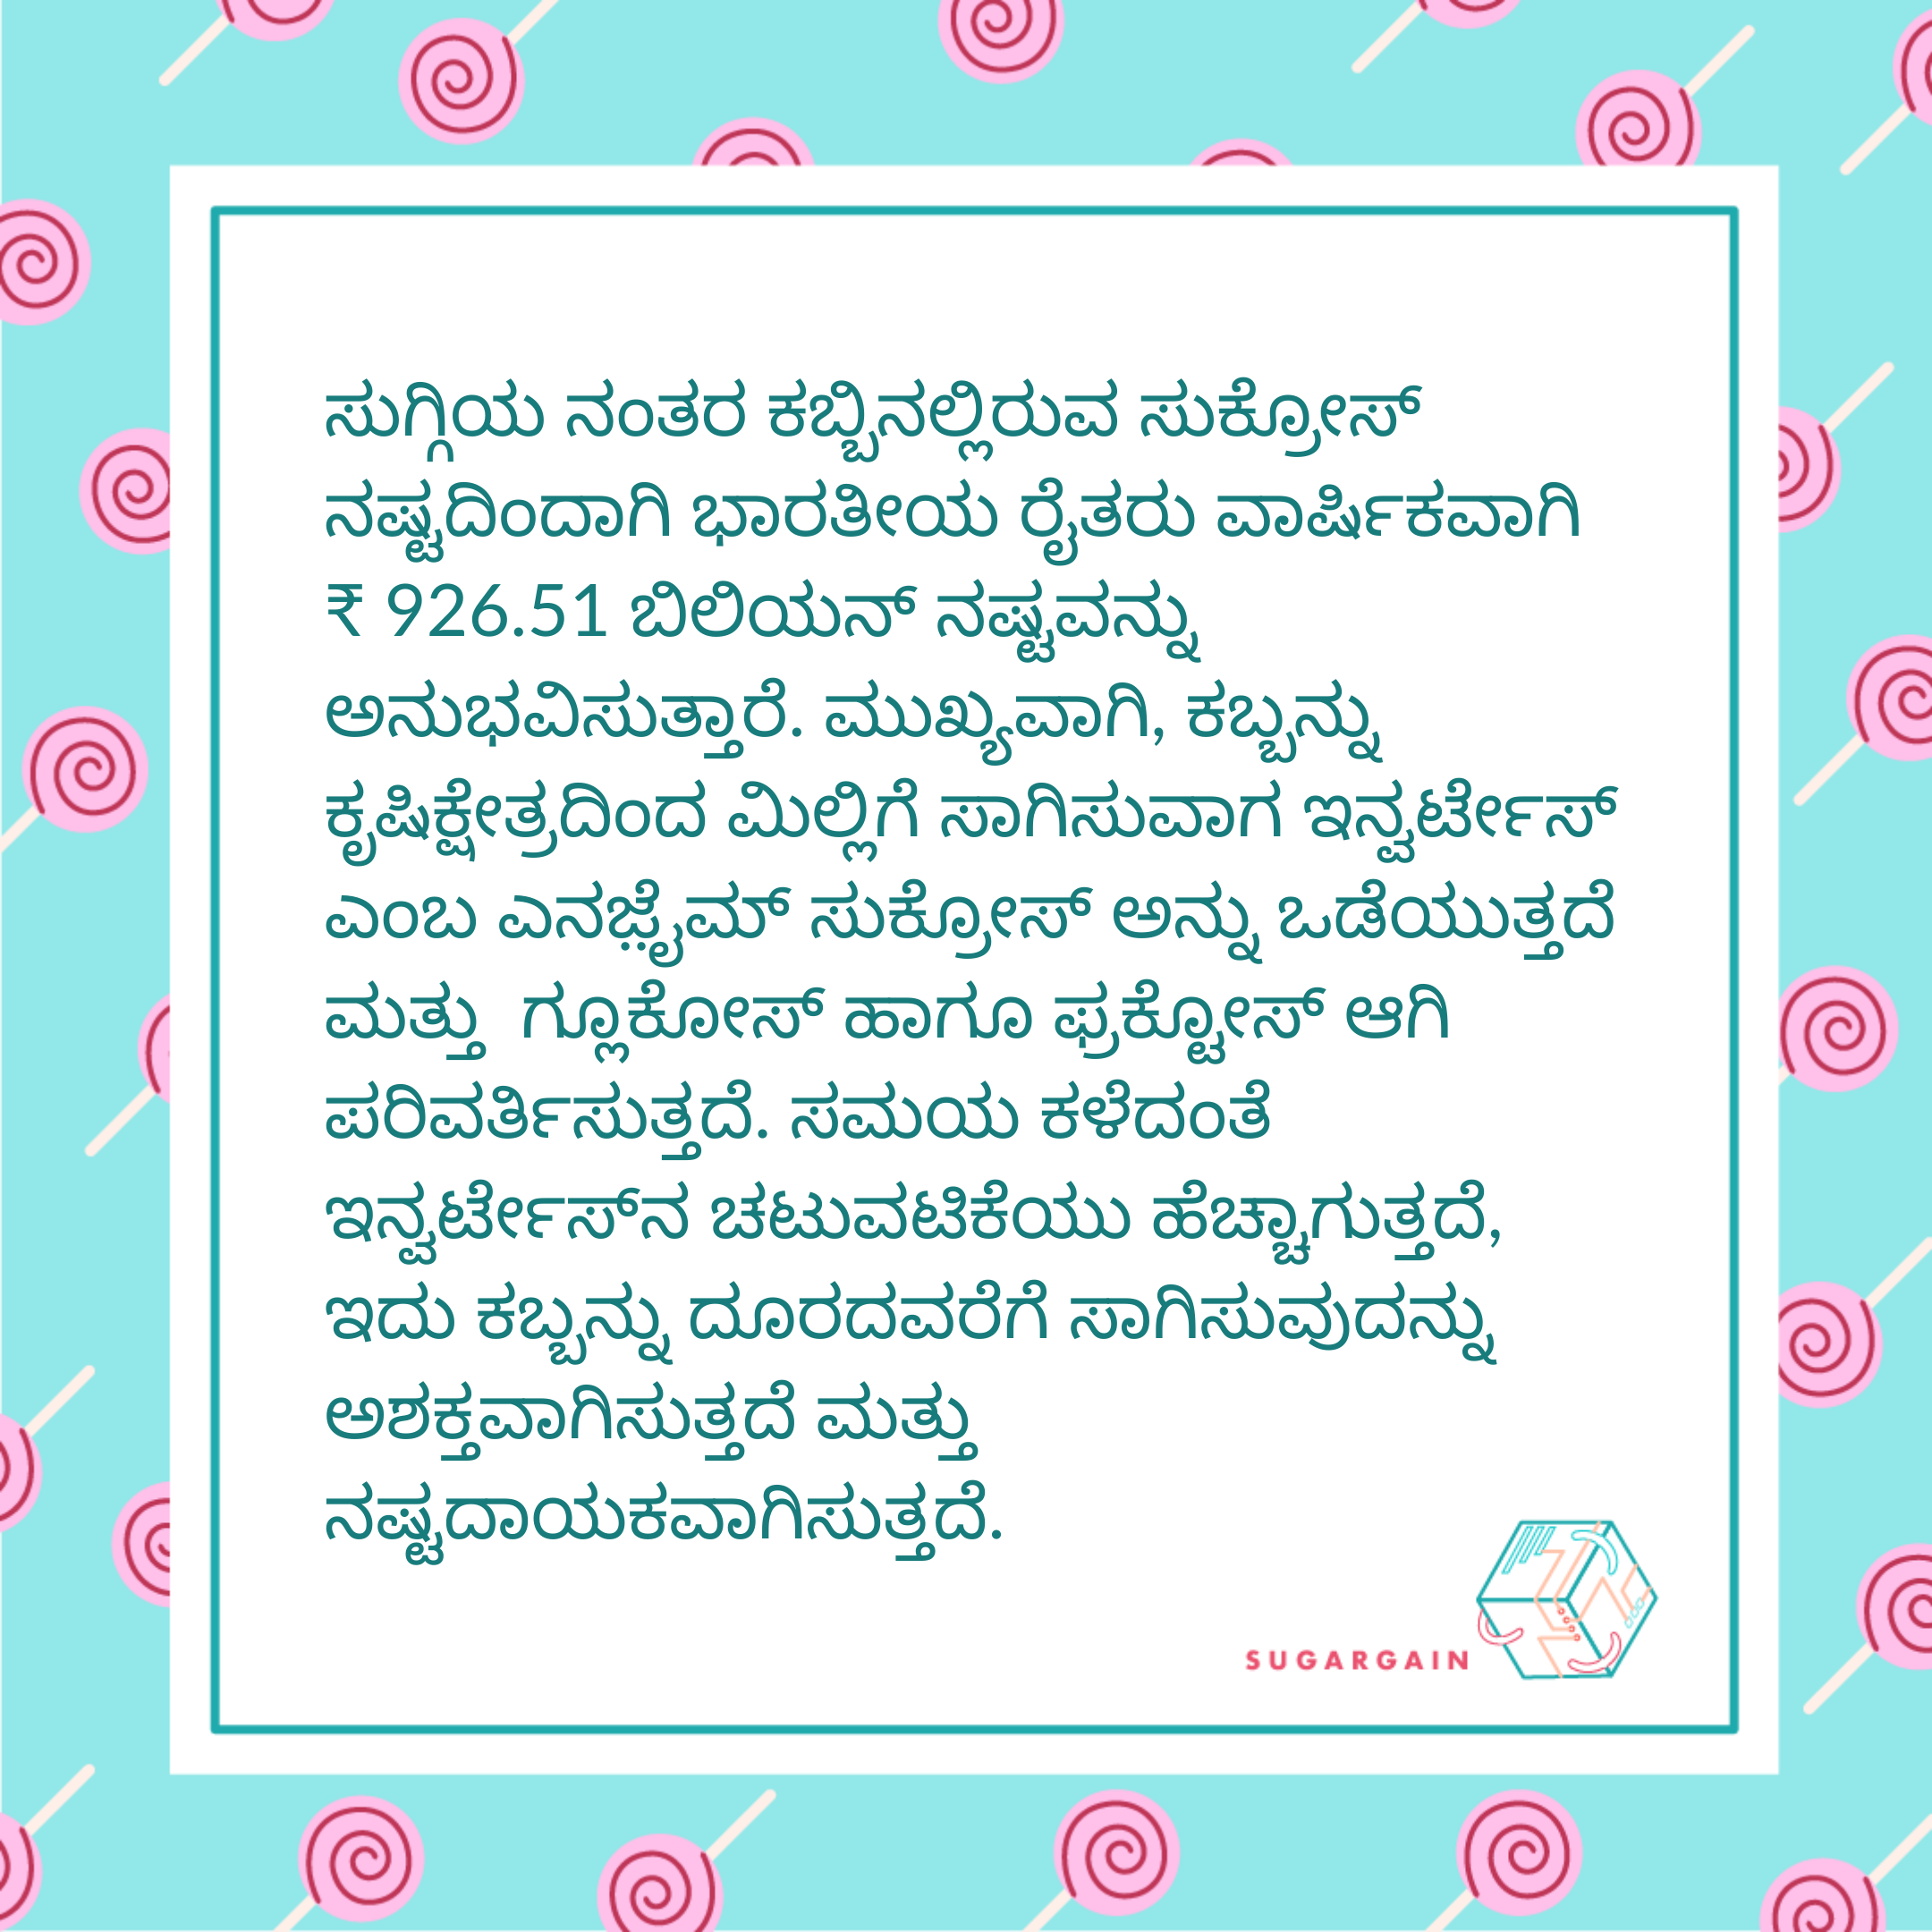 ಸುಗ್ಗಿಯ ನಂತರ ಕಬ್ಬಿನಲ್ಲಿರುವ ಸುಕ್ರೋಸ್
ನಷ್ಟದಿಂದಾಗಿ ಭಾರತೀಯ ರೈತರು ವಾರ್ಷಿಕವಾಗಿ
₹ 926.51 ಬಿಲಿಯನ್ ನಷ್ಟವನ್ನು
ಅನುಭವಿಸುತ್ತಾರೆ. ಮುಖ್ಯವಾಗಿ, ಕಬ್ಬನ್ನು
ಕೃಷಿಕ್ಷೇತ್ರದಿಂದ ಮಿಲ್ಲಿಗೆ ಸಾಗಿಸುವಾಗ ಇನ್ವರ್ಟೇಸ್
ಎಂಬ ಎನಜ಼ೈಮ್ ಸುಕ್ರೋಸ್ ಅನ್ನು ಒಡೆಯುತ್ತದೆ
ಮತ್ತು ಗ್ಲೂಕೋಸ್ ಹಾಗೂ ಫ್ರಕ್ಟೋಸ್ ಆಗಿ
ಪರಿವರ್ತಿಸುತ್ತದೆ. ಸಮಯ ಕಳೆದಂತೆ
ಇನ್ವರ್ಟೇಸ್‌ನ ಚಟುವಟಿಕೆಯು ಹೆಚ್ಚಾಗುತ್ತದೆ,
ಇದು ಕಬ್ಬನ್ನು ದೂರದವರೆಗೆ ಸಾಗಿಸುವುದನ್ನು
ಅಶಕ್ತವಾಗಿಸುತ್ತದೆ ಮತ್ತು
ನಷ್ಟದಾಯಕವಾಗಿಸುತ್ತದೆ.
SUGARGAIN